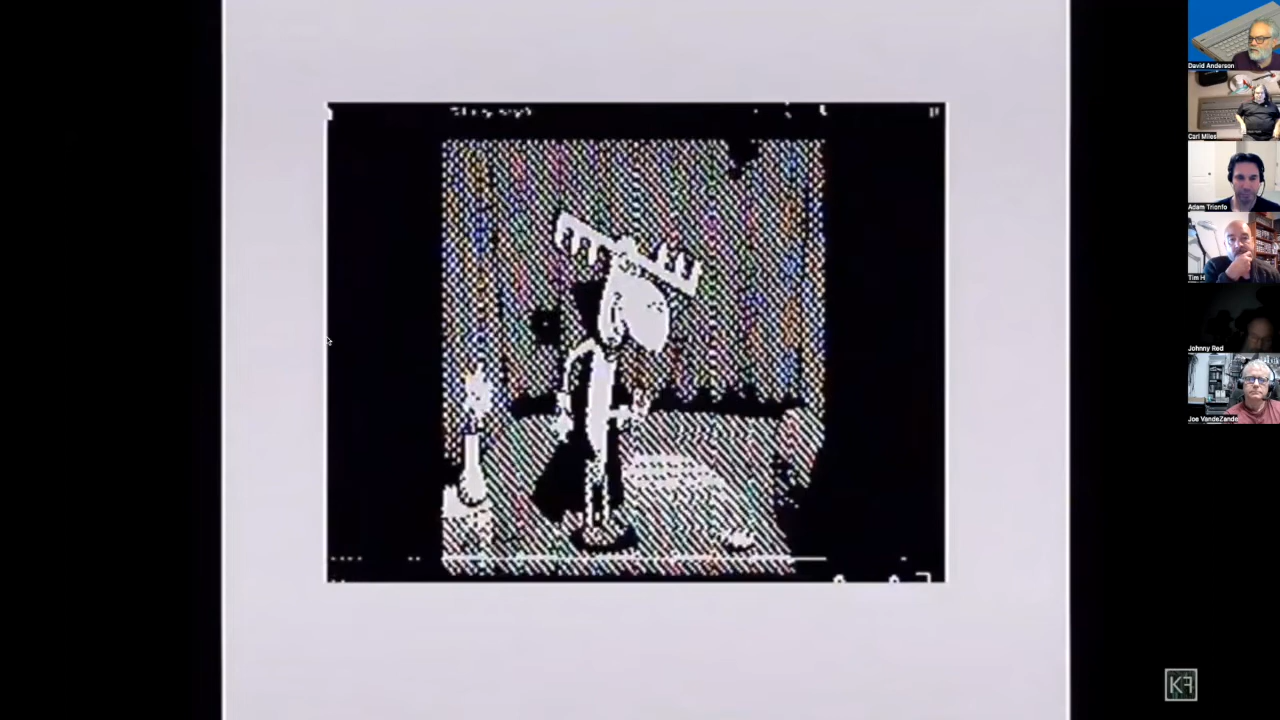 David Anderson
Carl Miles
Adam Trionfo
Tim H
Johnny Red
Joe VandeZande